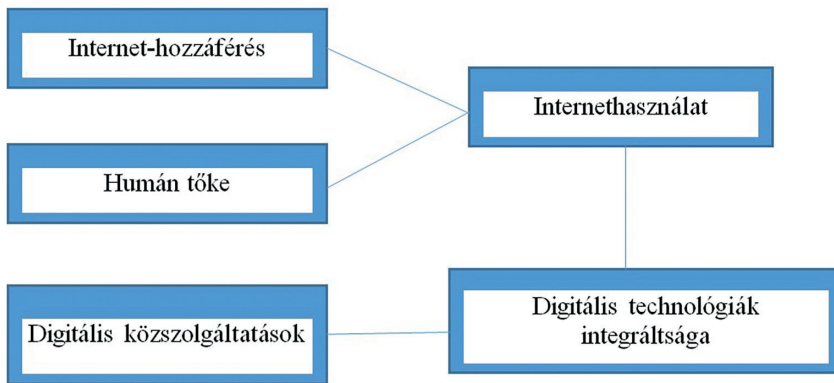 Internet-hozzáférés
Internethasználat
Humán tőke
Digitális közszolgáltatások
Digitális technológiák
integráltsága